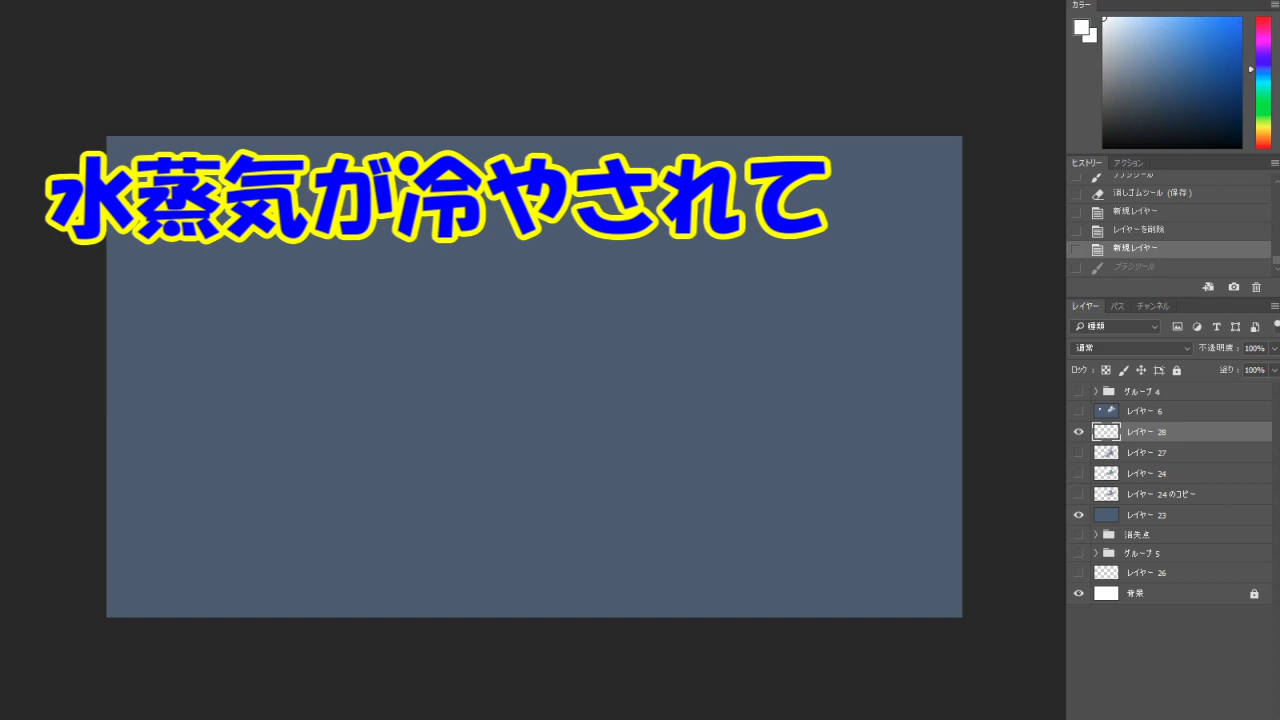 カラー
水蒸気が冷やされて
ヒストリー アクション
ブラシツール
消しゴムツール (保存)
新規レイヤー
レイヤーを削除
新規レイヤー
ブラシツール
レイヤー パス チャンネル
種類
通常 不透明度: 100%
ロック: 塗り: 100%
グループ 4
レイヤー 6
レイヤー 28
レイヤー 27
レイヤー 24
レイヤー 24 のコピー
レイヤー 23
消失点
グループ 5
レイヤー 26
背景